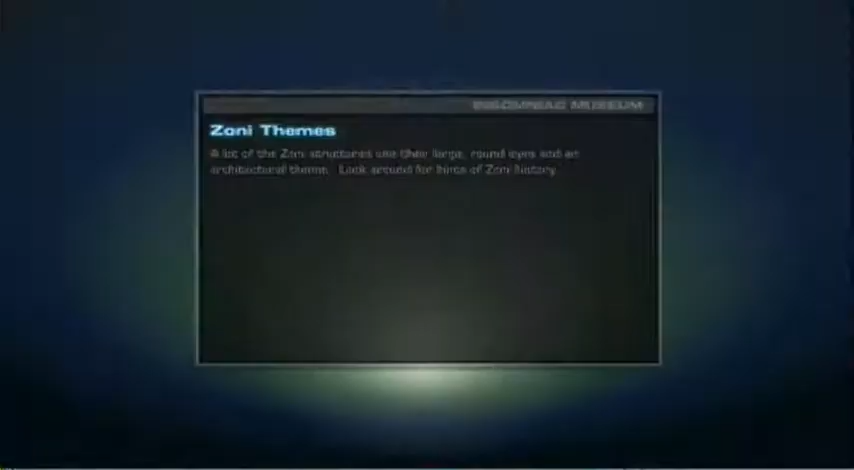 INSOMNIAC MUSEUM
Zoni Themes
A lot of the Zoni structures use their large, round eyes and an
architectural theme. Look around for hints of Zoni history.